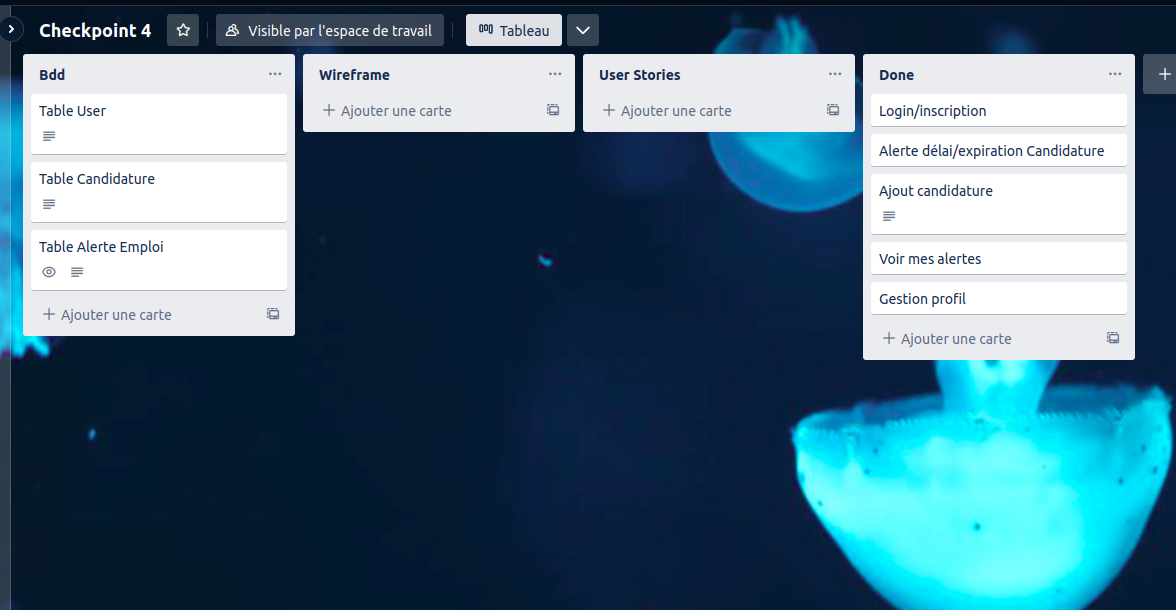 Checkpoint 4
Visible par l'espace de travail
Tableau
Bdd
Table User
Table Candidature
Table Alerte Emploi
Ajouter une carte
Wireframe
Ajouter une carte
User Stories
Ajouter une carte
Done
Login/inscription
Alerte délai/expiration Candidature
Ajout candidature
Voir mes alertes
Gestion profil
Ajouter une carte